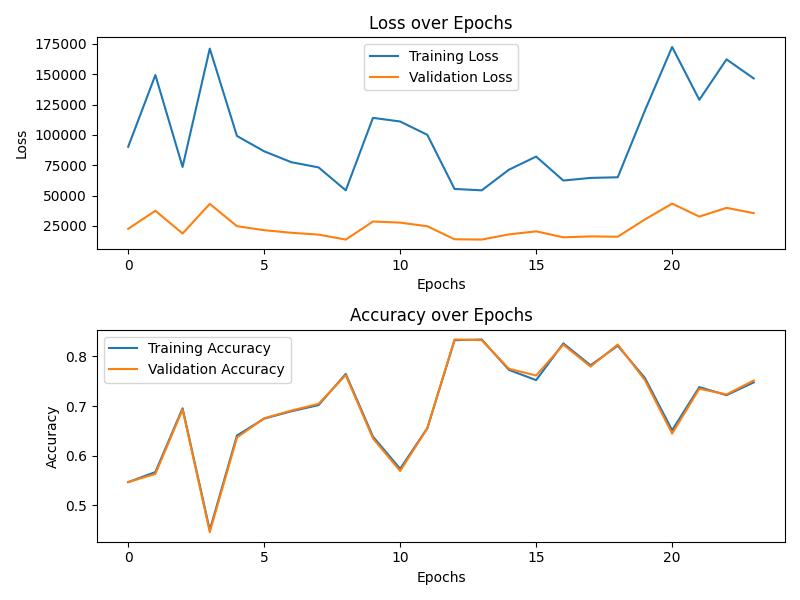 Loss over Epochs
175000
150000
125000
100000
75000
50000
25000
Loss
Training Loss
Validation Loss
0 5 10 15 20
Epochs
Accuracy over Epochs
0.8
0.7
0.6
0.5
Accuracy
Training Accuracy
Validation Accuracy
0 5 10 15 20
Epochs